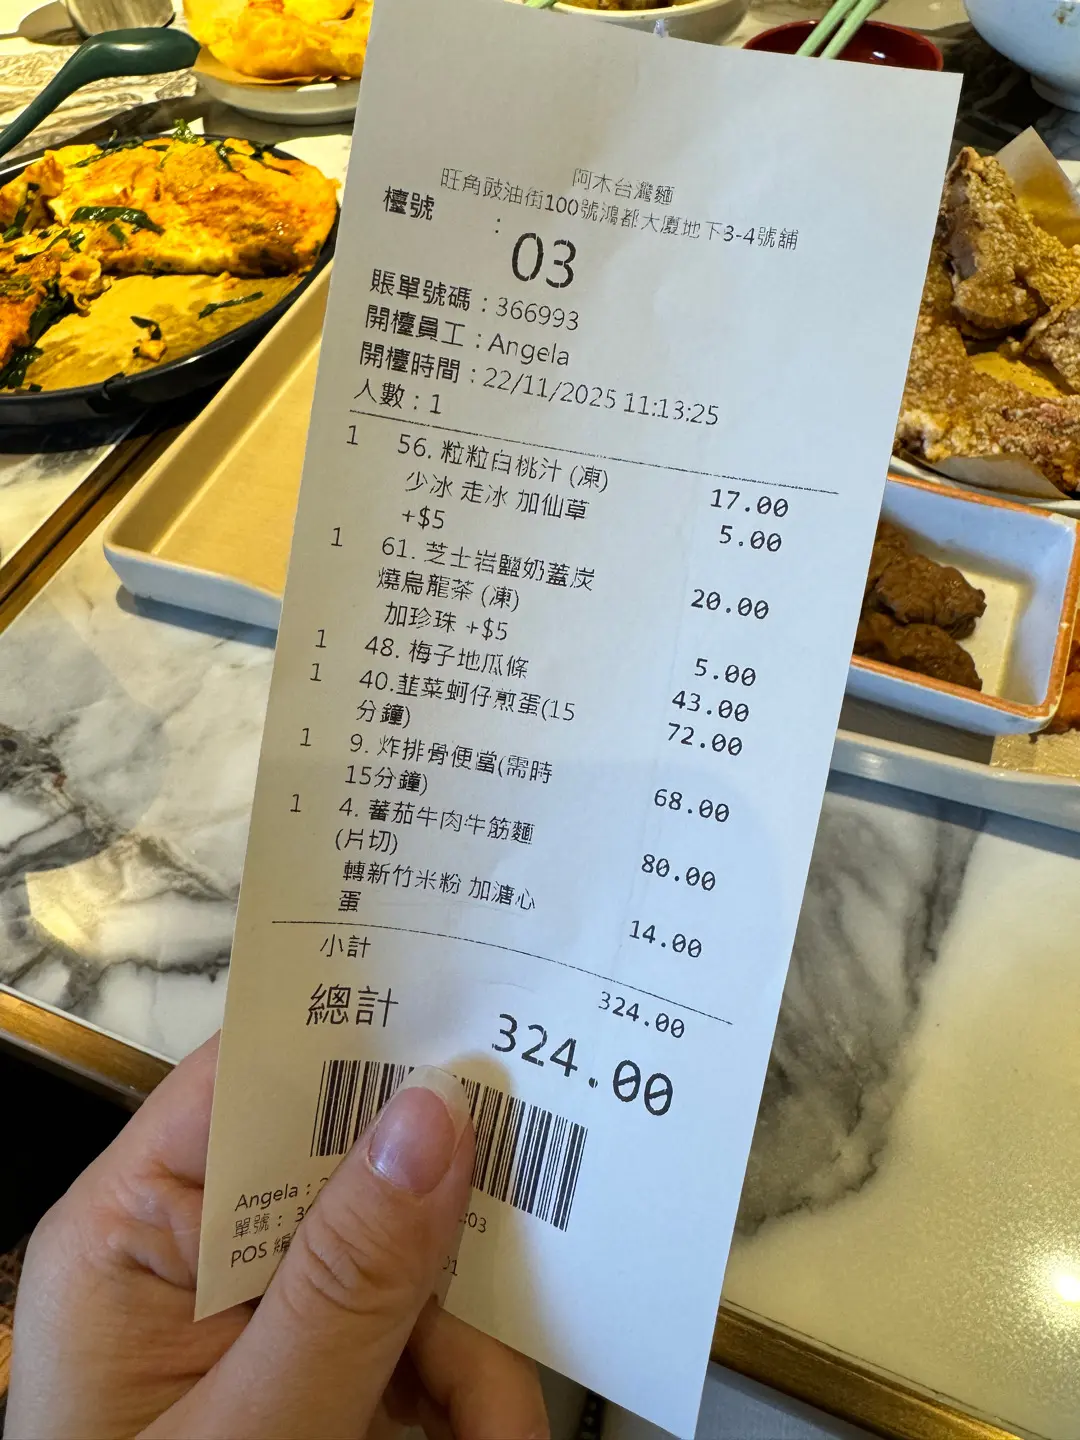 阿木台灣麵
旺角豉油街100號鴻都大廈地下3-4號舖
檯號 :
03
賬單號碼 : 366993
開檯員工 : Angela
開檯時間 : 22/11/2025 11:13:25
人數 : 1
1 56. 粒粒白桃汁 (凍) 17.00
少冰 走冰 加仙草 5.00
+$5
1 61. 芝士岩鹽奶蓋炭 20.00
燒烏龍茶 (凍)
加珍珠 +$5 5.00
1 48. 梅子地瓜條 43.00
1 40.韮菜蚵仔煎蛋(15 72.00
分鐘)
1 9. 炸排骨便當(需時 68.00
15分鐘)
1 4. 蕃茄牛肉牛筋麵 80.00
(片切)
轉新竹米粉 加溏心 14.00
蛋
小計 324.00
總計 324.00
Angela :
單號 : :03
POS